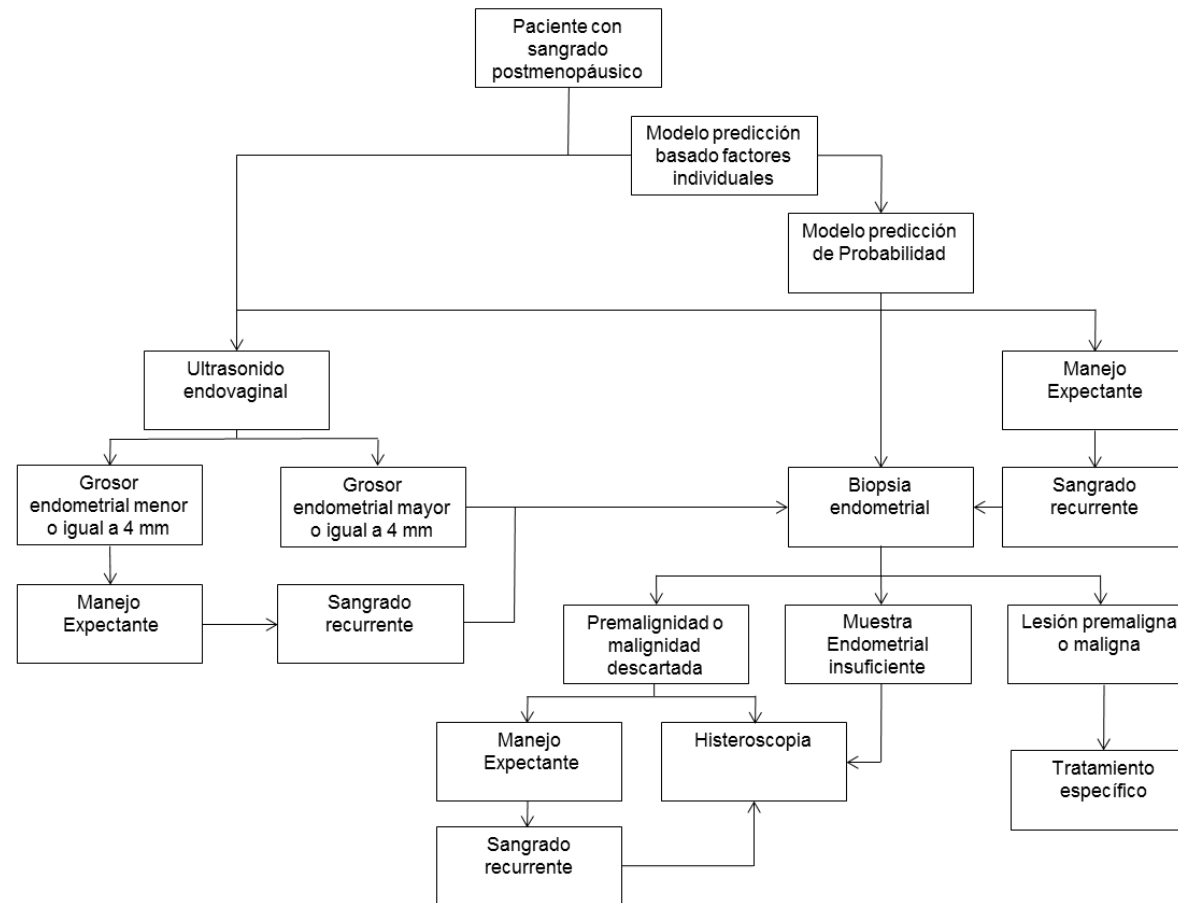 Paciente con
sangrado
postmenopáusico
Modelo predicción
basado factores
individuales
Modelo predicción
de Probabilidad
Ultrasonido
endovaginal
Manejo
Expectante
Grosor
endometrial menor
o igual a 4 mm
Grosor
endometrial mayor
o igual a 4 mm
Biopsia
endometrial
Sangrado
recurrente
Manejo
Expectante
Sangrado
recurrente
Premalignidad o
malignidad
descartada
Muestra
Endometrial
insuficiente
Lesión premaligna
o maligna
Manejo
Expectante
Histeroscopia
Tratamiento
específico
Sangrado
recurrente